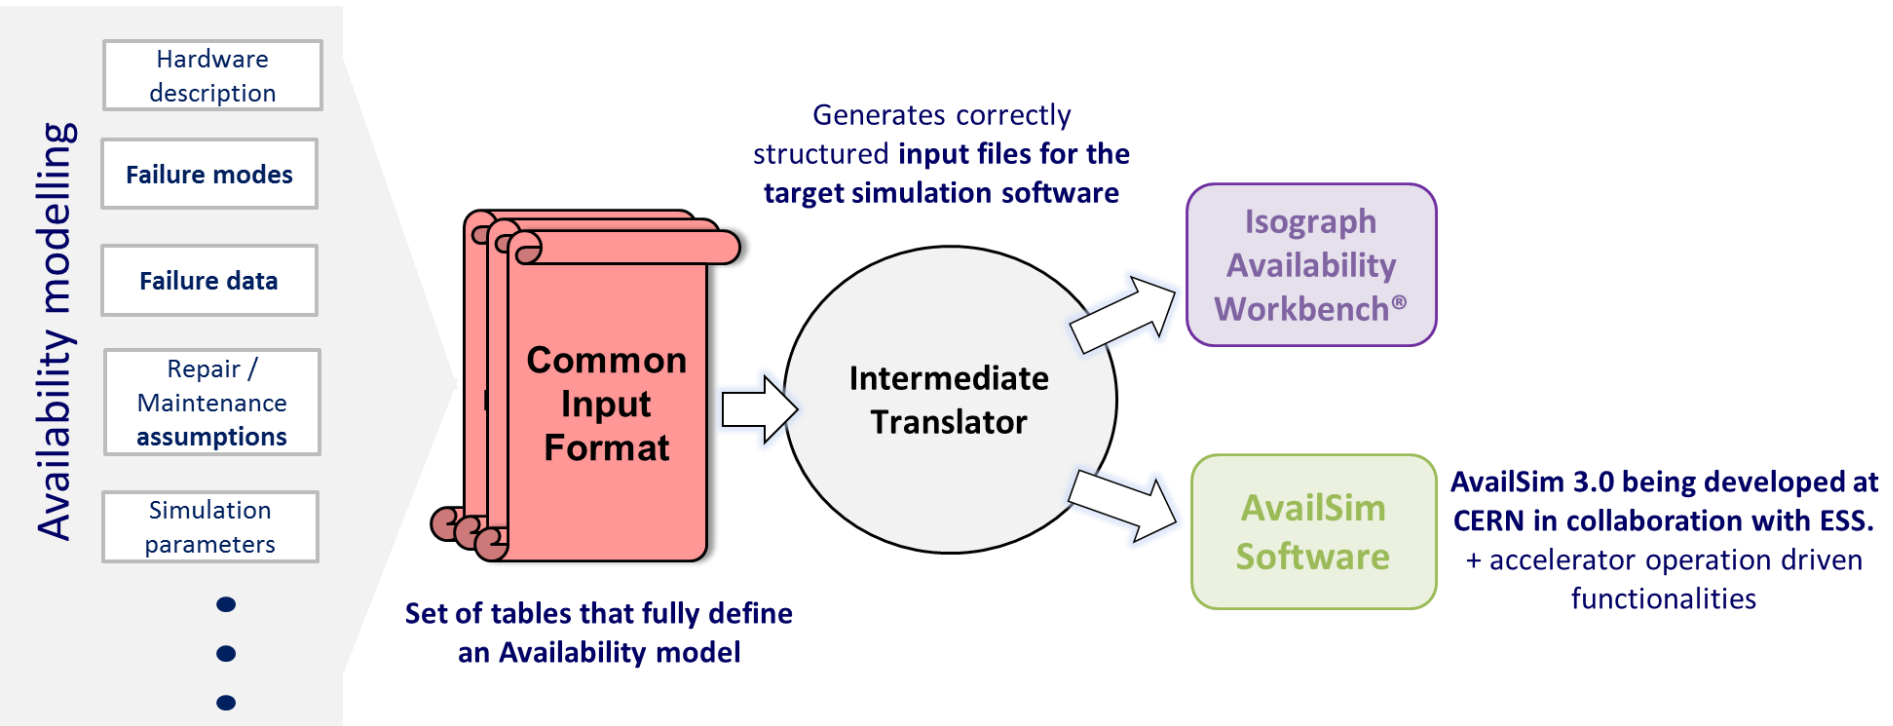 Availability modelling
Hardware
description
Failure modes
Failure data
Repair /
Maintenance
assumptions
Simulation
parameters
Common
Input
Format
Set of tables that fully define
an Availability model
Generates correctly
structured input files for the
target simulation software
Intermediate
Translator
Isograph
Availability
Workbench®
AvailSim
Software
AvailSim 3.0 being developed at
CERN in collaboration with ESS.
+ accelerator operation driven
functionalities